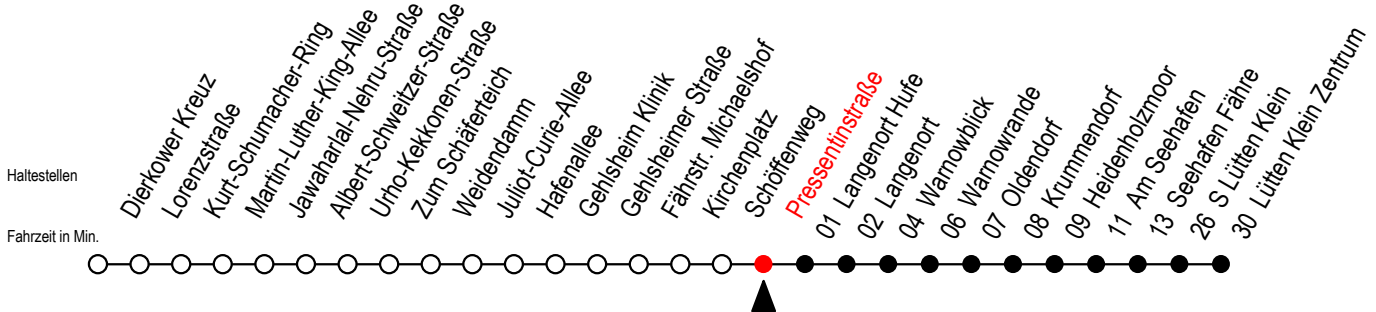 Haltestellen
Fahrzeit in Min.
Dierkower Kreuz
Lorenzstraße
Kurt-Schumacher-Ring
Martin-Luther-King-Allee
Jawaharlal-Nehru-Straße
Albert-Schweitzer-Straße
Urho-Kekkonen-Straße
Zum Schäferteich
Weidendamm
Juliot-Curie-Allee
Hafenallee
Gehlsheim Klinik
Gehlsheimer Straße
Fährstr. Michaelshof
Kirchenplatz
Schöffenweg
Pressentinstraße
01 Langenort Hufe
02 Langenort
04 Warnowblick
06 Warnowrande
07 Oldendorf
08 Krummendorf
09 Heidenholzmoor
11 Am Seehafen
13 Seehafen Fähre
26 S Lütten Klein
30 Lütten Klein Zentrum